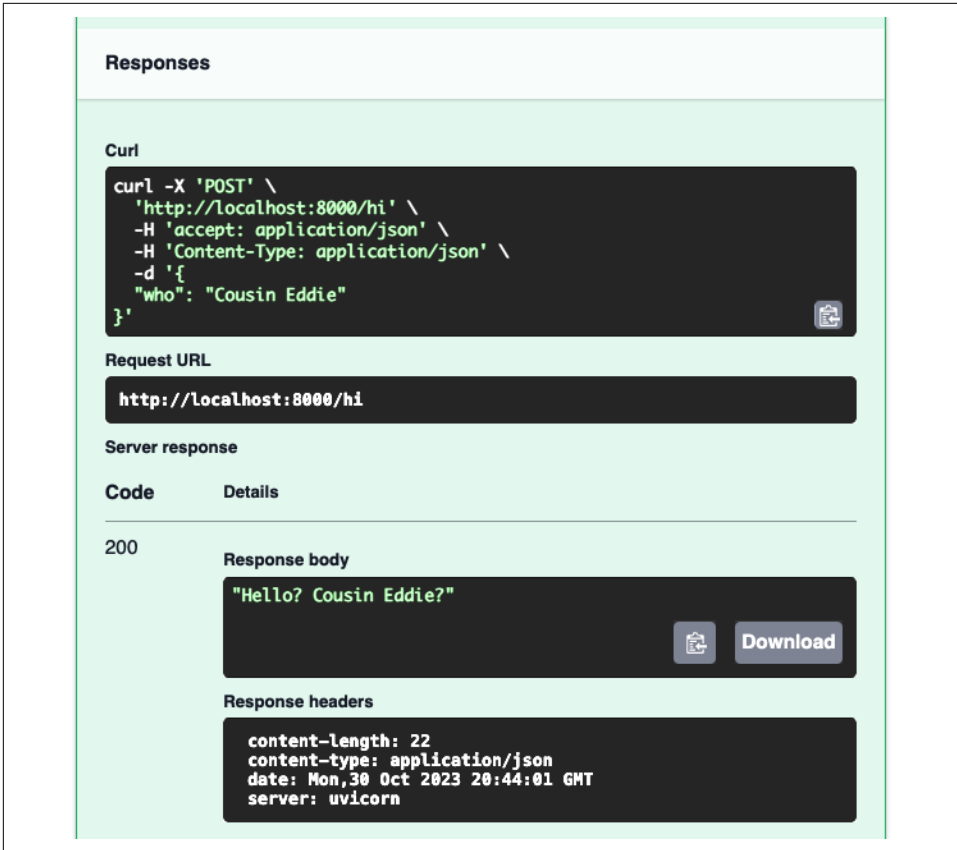 Responses
Curl
curl -X 'POST' \
  'http://localhost:8000/hi' \
  -H 'accept: application/json' \
  -H 'Content-Type: application/json' \
  -d '{
  "who": "Cousin Eddie"
}'
Request URL
http://localhost:8000/hi
Server response
Code Details
200
Response body
"Hello? Cousin Eddie?"
Download
Response headers
content-length: 22
content-type: application/json
date: Mon,30 Oct 2023 20:44:01 GMT
server: uvicorn